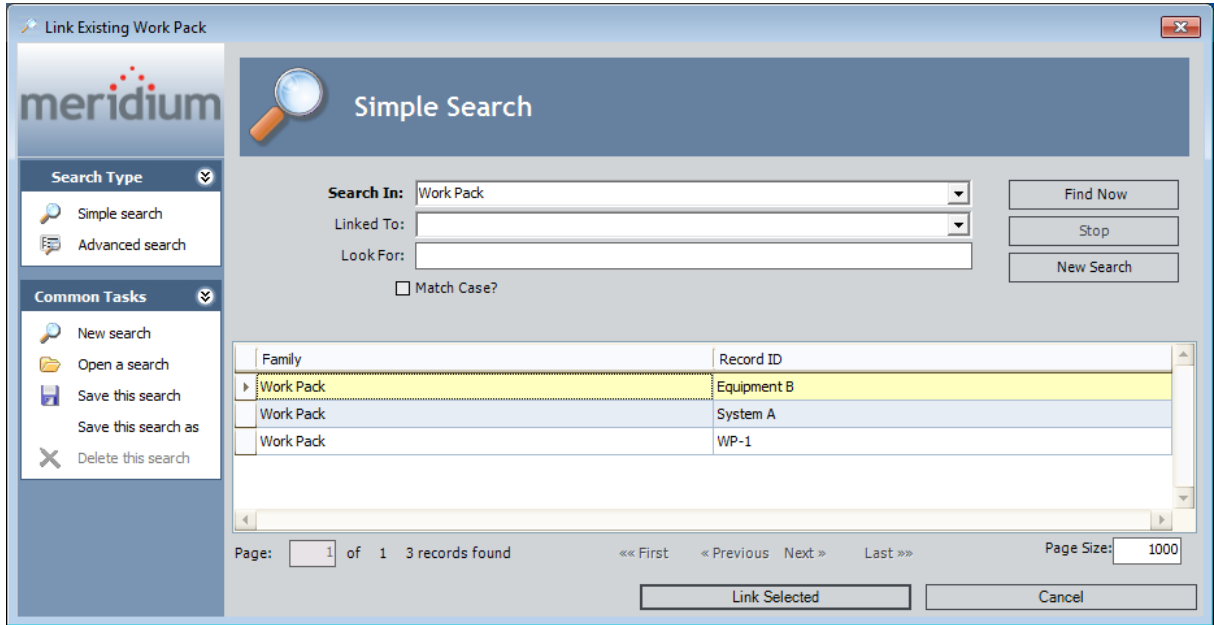 Link Existing Work Pack
meridium
Simple Search
Search Type
Simple search
Advanced search
Common Tasks
New search
Open a search
Save this search
Save this search as
Delete this search
Search In: Work Pack
Linked To:
Look For:
Match Case?
Find Now
Stop
New Search
Family Record ID
Work Pack Equipment B
Work Pack System A
Work Pack WP-1
Page: 1 of 1 3 records found «« First « Previous Next » Last »» Page Size: 1000
Link Selected Cancel